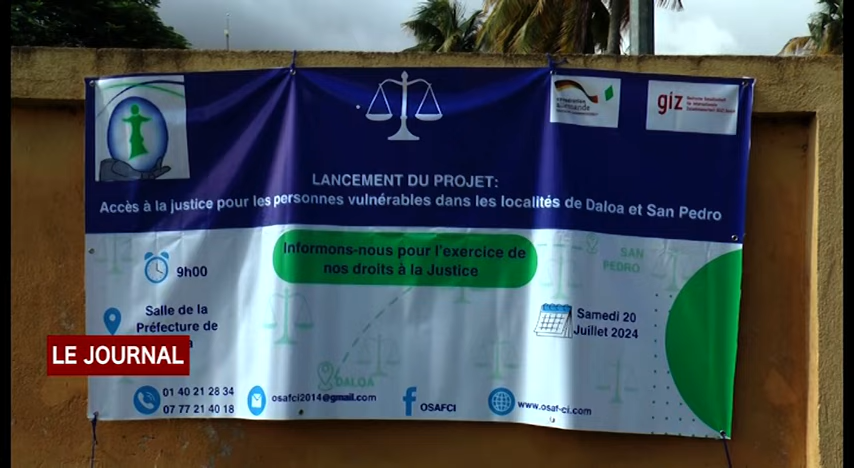 giz
LANCEMENT DU PROJET:
Accès à la justice pour les personnes vulnérables dans les localités de Daloa et San Pedro
Informons-nous pour l'exercice de
nos droits à la Justice
SAN
PEDRO
9h00
Salle de la
Préfecture de
Samedi 20
Juillet 2024
LE JOURNAL
DALOA
01 40 21 28 34
07 77 21 40 18
osafci2014@gmail.com
OSAFCI
www.osaf-ci.com